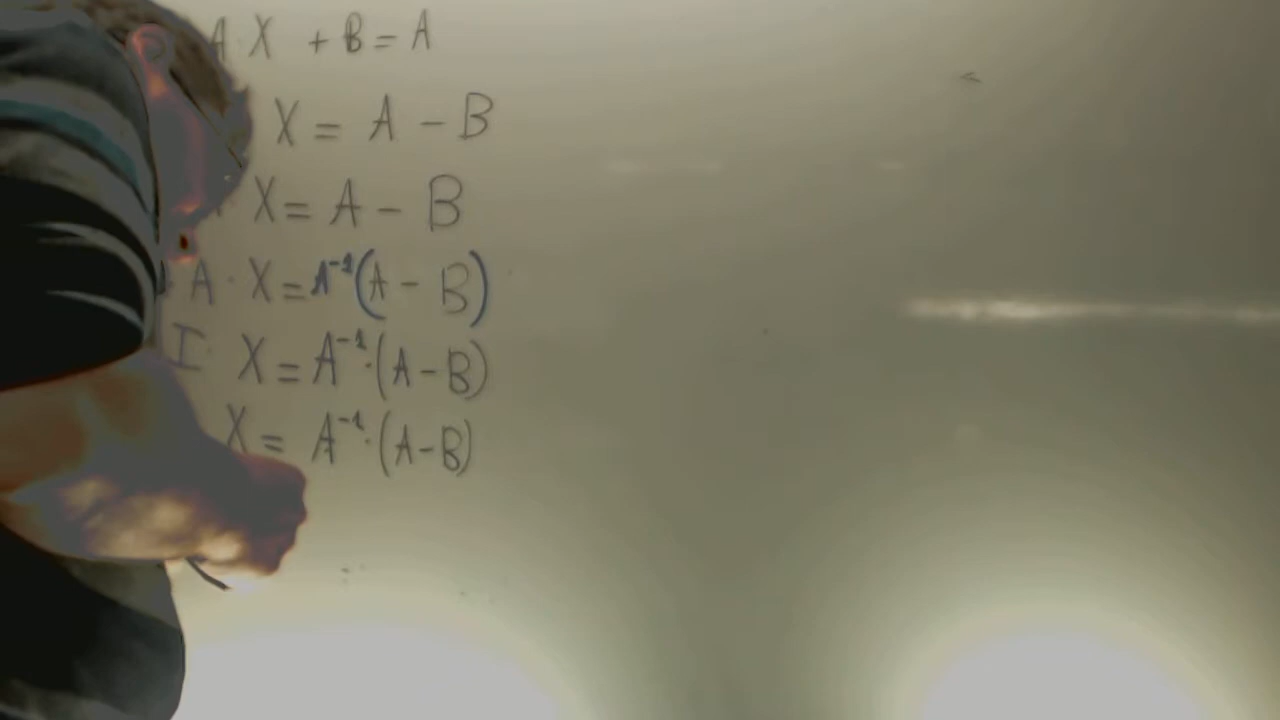 A·X + B = A
X = A - B
X = A - B
A · X = A⁻¹(A - B)
I X = A⁻¹·(A-B)
X = A⁻¹·(A-B)